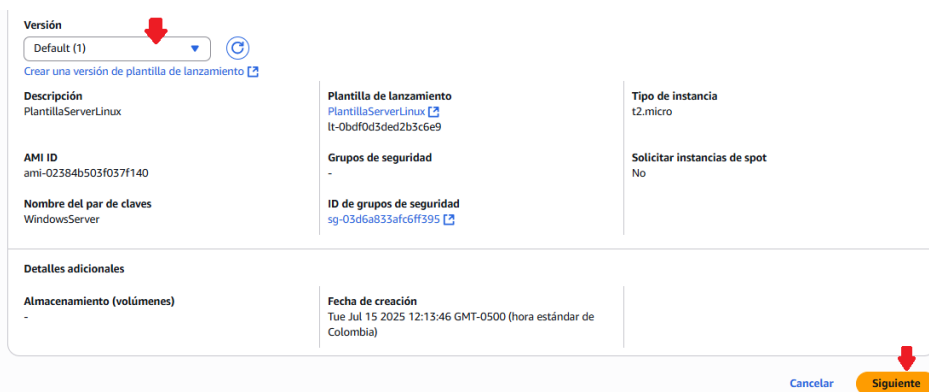 Versión
Default (1)
Crear una versión de plantilla de lanzamiento
Descripción
PlantillaServerLinux
Plantilla de lanzamiento
PlantillaServerLinux
lt-0bdf0d3ded2b3c6e9
Tipo de instancia
t2.micro
AMI ID
ami-02384b503f037f140
Grupos de seguridad
-
Solicitar instancias de spot
No
Nombre del par de claves
WindowsServer
ID de grupos de seguridad
sg-03d6a833afc6ff395
Detalles adicionales
Almacenamiento (volúmenes)
-
Fecha de creación
Tue Jul 15 2025 12:13:46 GMT-0500 (hora estándar de
Colombia)
Cancelar
Siguiente